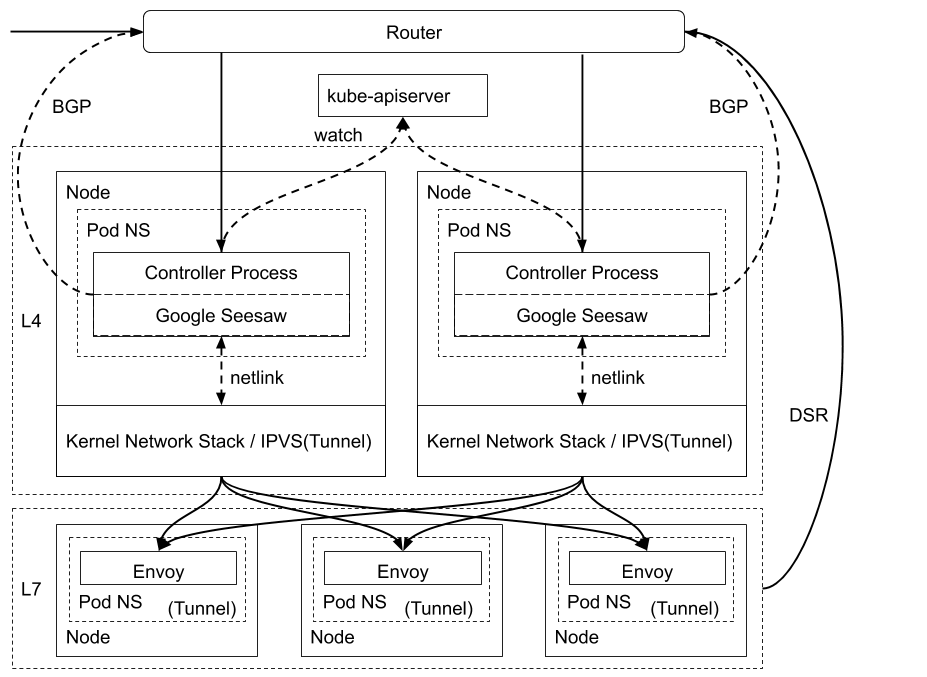 Router
kube-apiserver
BGP
BGP
watch
Node
Node
Pod NS
Pod NS
Controller Process
Controller Process
Google Seesaw
Google Seesaw
L4
netlink
netlink
DSR
Kernel Network Stack / IPVS(Tunnel)
Kernel Network Stack / IPVS(Tunnel)
L7
Envoy
Envoy
Envoy
Pod NS
(Tunnel)
Pod NS
(Tunnel)
Pod NS
(Tunnel)
Node
Node
Node